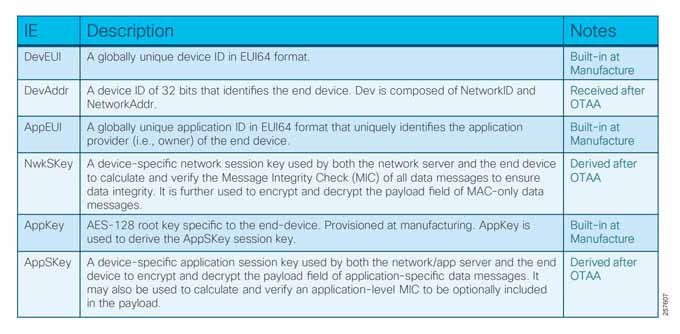 IE Description Notes
DevEUI A globally unique device ID in EUI64 format. Built-in at
Manufacture
DevAddr A device ID of 32 bits that identifies the end device. Dev is composed of NetworkID and Received after
NetworkAddr. OTAA
AppEUI A globally unique application ID in EUI64 format that uniquely identifies the application Built-in at
provider (i.e., owner) of the end device. Manufacture
NwkSKey A device-specific network session key used by both the network server and the end device Derived after
to calculate and verify the Message Integrity Check (MIC) of all data messages to ensure OTAA
data integrity. It is further used to encrypt and decrypt the payload field of MAC-only data
messages.
AppKey AES-128 root key specific to the end-device. Provisioned at manufacturing. AppKey is Built-in at
used to derive the AppSKey session key. Manufacture
AppSKey A device-specific application session key used by both the network/app server and the end Derived after
device to encrypt and decrypt the payload field of application-specific data messages. It OTAA
may also be used to calculate and verify an application-level MIC to be optionally included
in the payload.
257607